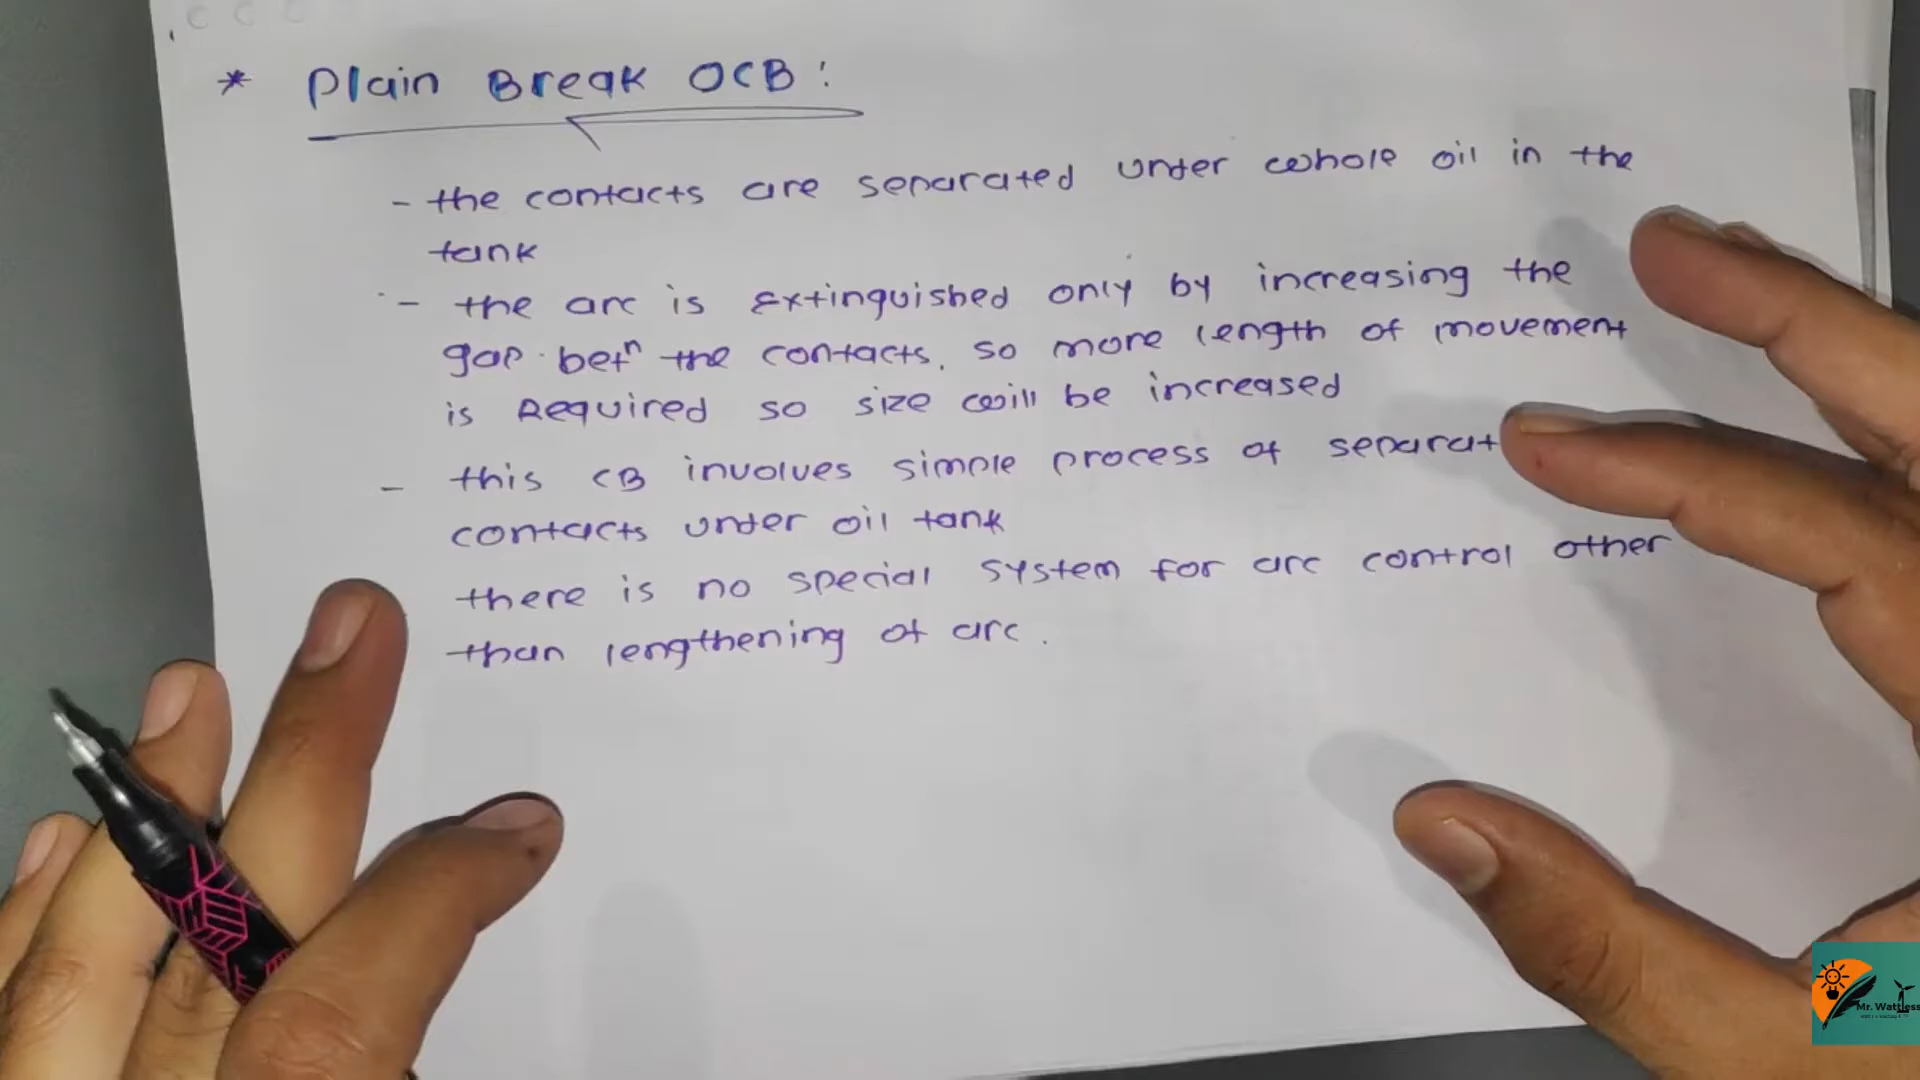 * Plain Break OCB:
- the contacts are separated under whole oil in the
tank
- the arc is Extinguished only by increasing the
gap betn the contacts. so more length of movement
is Required so size will be increased
- this CB involves simple process of separat
contacts under oil tank
there is no special system for arc control other
than lengthening of arc.
Mr. Wattless